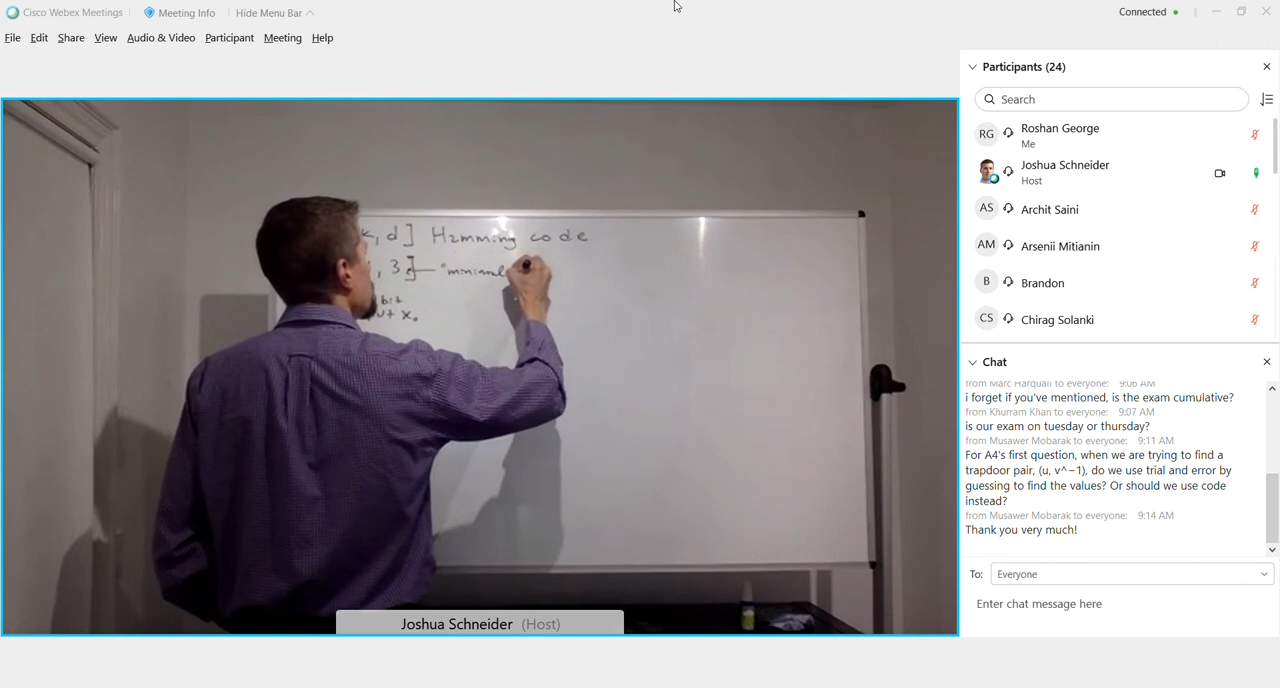 Cisco Webex Meetings Meeting Info Hide Menu Bar Connected
File Edit Share View Audio & Video Participant Meeting Help
, d] Hamming code
, 3] "minimal
bit
x₀
Joshua Schneider (Host)
Participants (24)
Search
RG Roshan George
Me
Joshua Schneider
Host
AS Archit Saini
AM Arsenii Mitianin
B Brandon
CS Chirag Solanki
Chat
from Marc Harquail to everyone: 9:06 AM
i forget if you've mentioned, is the exam cumulative?
from Khurram Khan to everyone: 9:07 AM
is our exam on tuesday or thursday?
from Musawer Mobarak to everyone: 9:11 AM
For A4's first question, when we are trying to find a
trapdoor pair, (u, v^-1), do we use trial and error by
guessing to find the values? Or should we use code
instead?
from Musawer Mobarak to everyone: 9:14 AM
Thank you very much!
To: Everyone
Enter chat message here